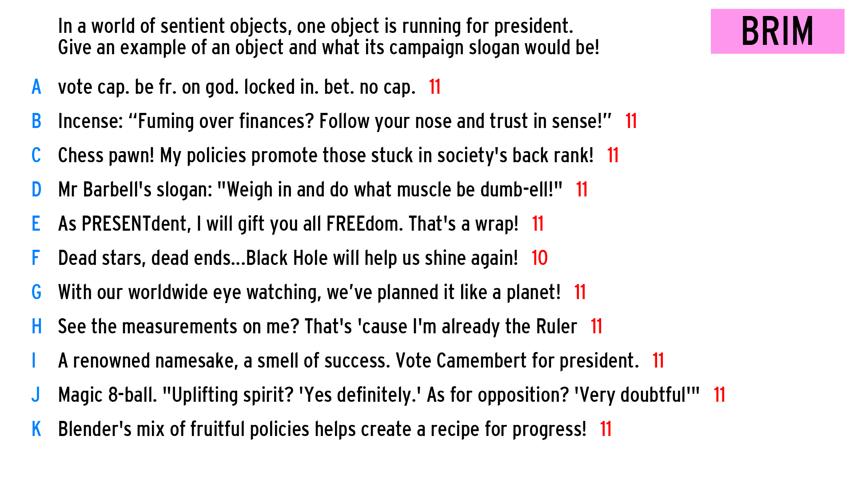 In a world of sentient objects, one object is running for president.
Give an example of an object and what its campaign slogan would be!
BRIM
A vote cap. be fr. on god. locked in. bet. no cap. 11
B Incense: “Fuming over finances? Follow your nose and trust in sense!” 11
C Chess pawn! My policies promote those stuck in society's back rank! 11
D Mr Barbell's slogan: "Weigh in and do what muscle be dumb-ell!" 11
E As PRESENTdent, I will gift you all FREEdom. That's a wrap! 11
F Dead stars, dead ends...Black Hole will help us shine again! 10
G With our worldwide eye watching, we’ve planned it like a planet! 11
H See the measurements on me? That's 'cause I'm already the Ruler 11
I A renowned namesake, a smell of success. Vote Camembert for president. 11
J Magic 8-ball. "Uplifting spirit? 'Yes definitely.' As for opposition? 'Very doubtful'" 11
K Blender's mix of fruitful policies helps create a recipe for progress! 11